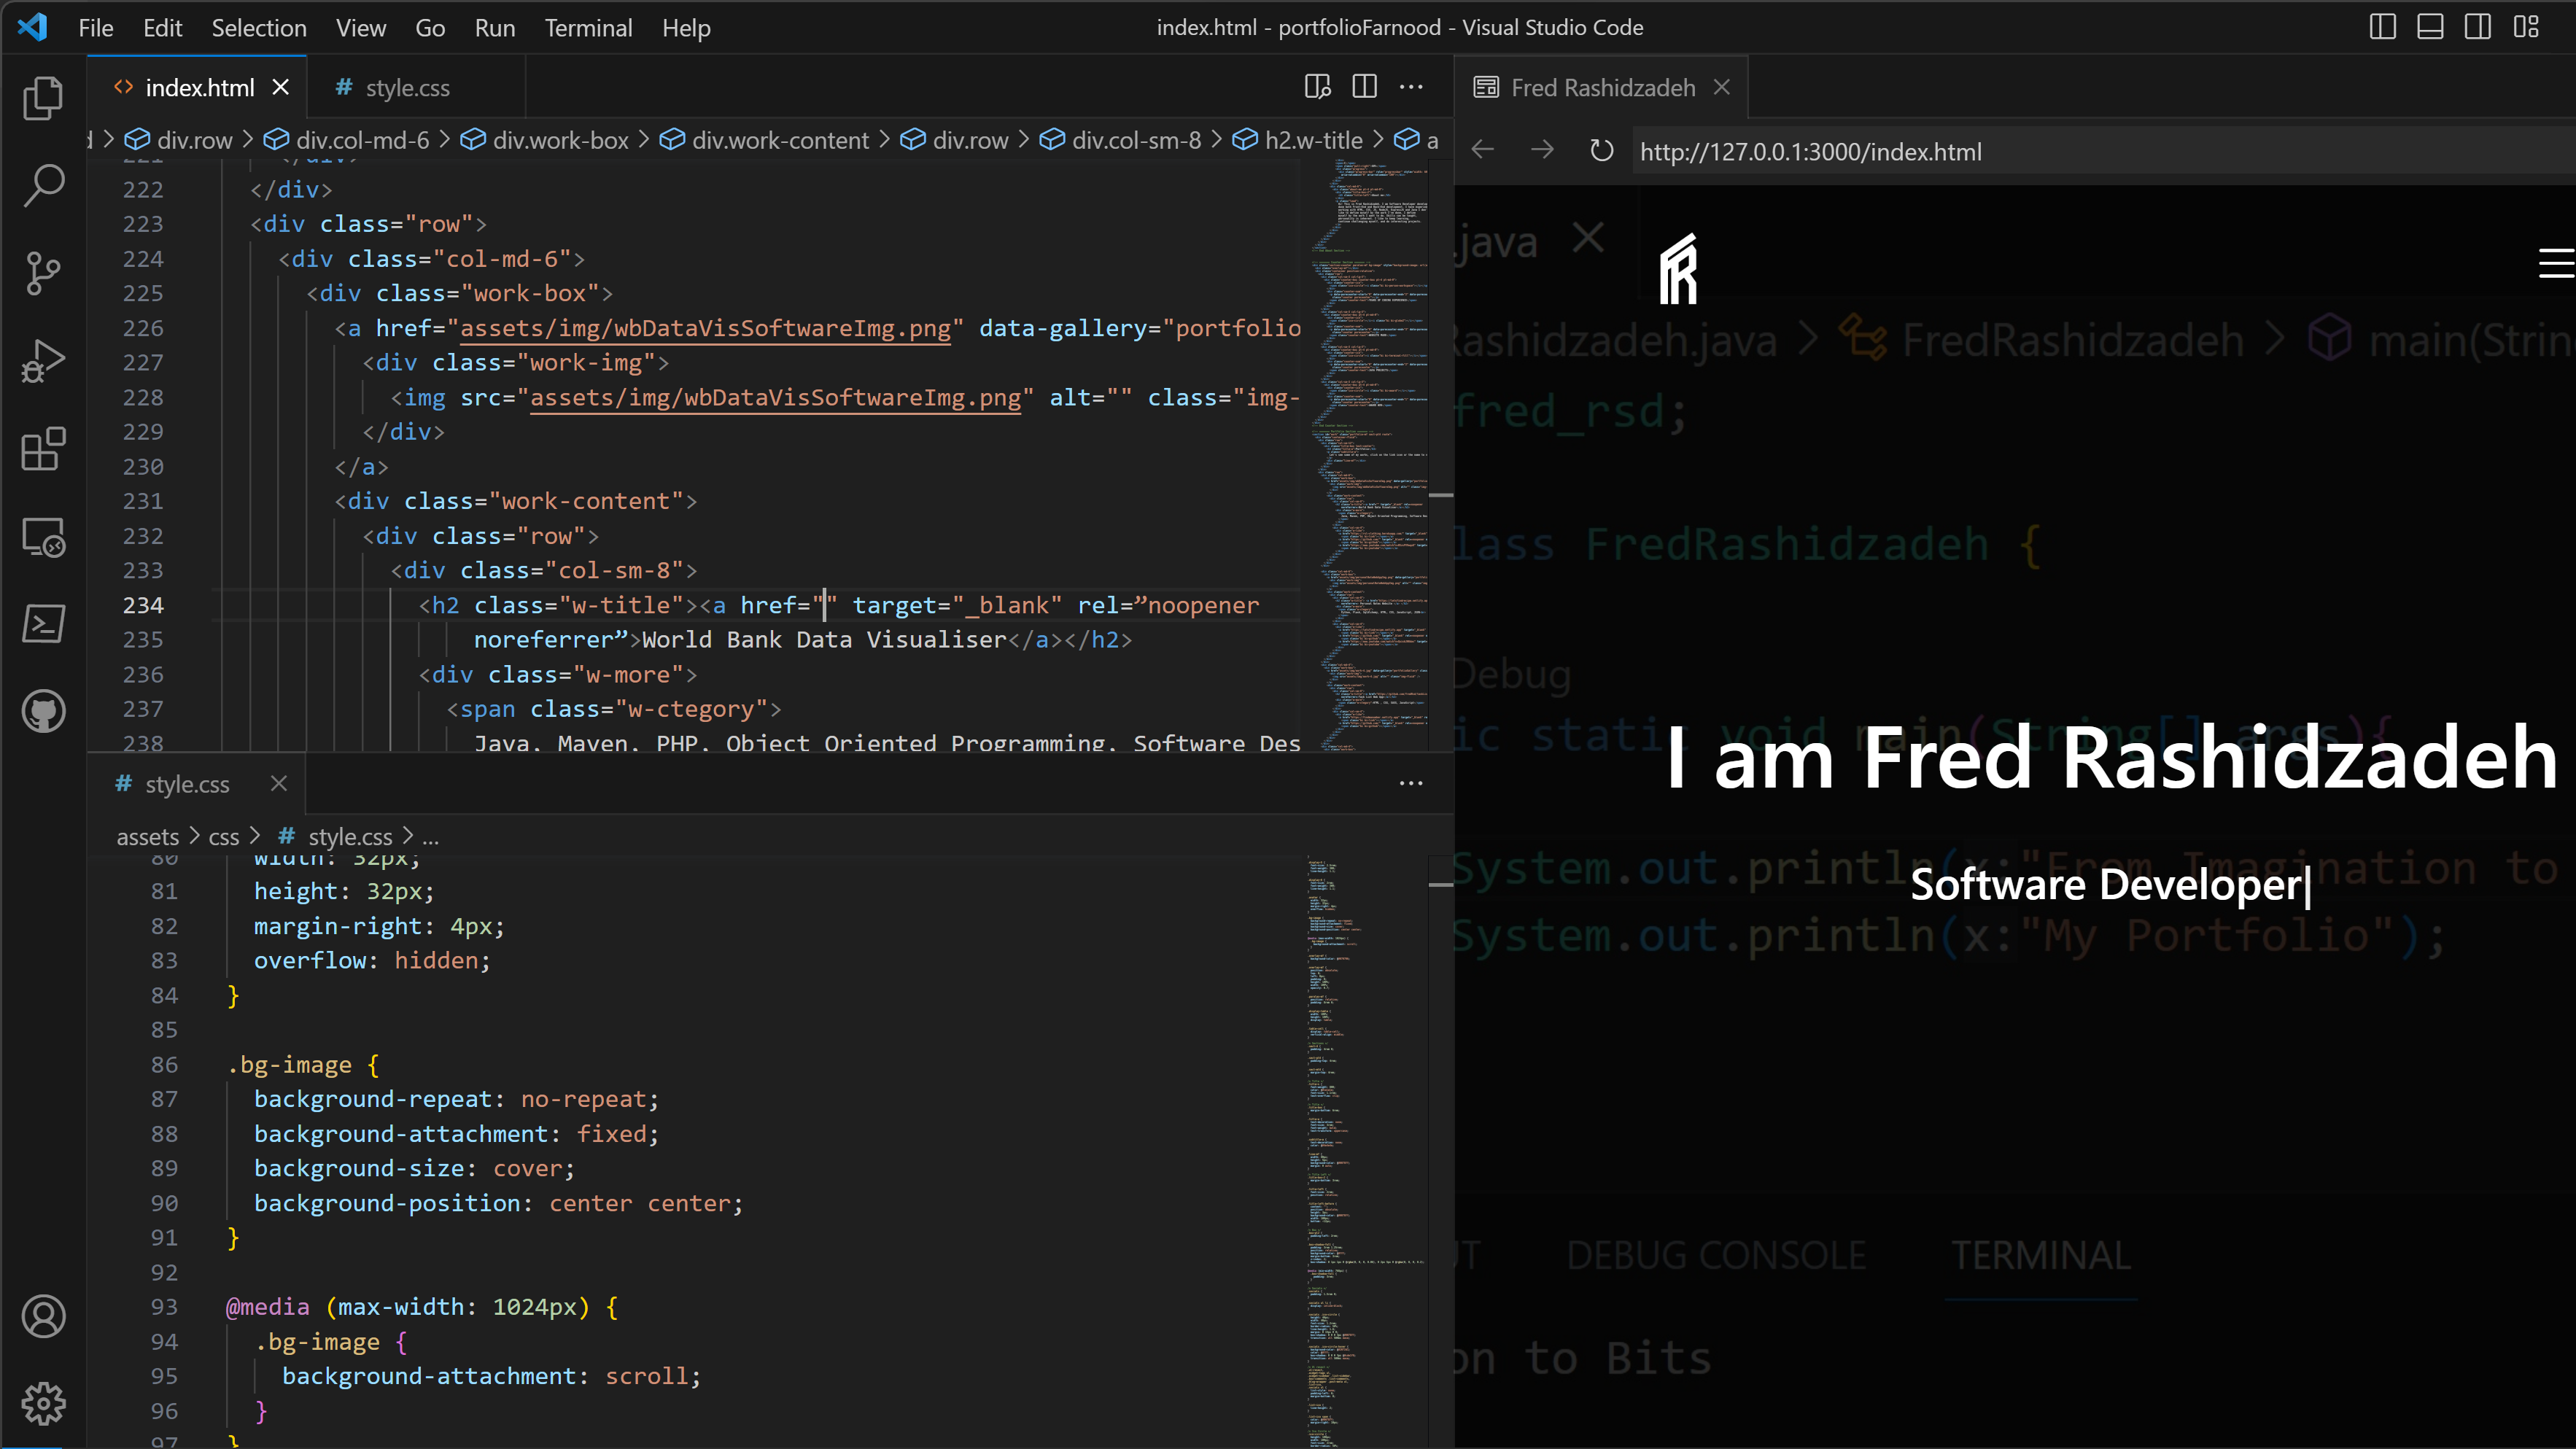 File Edit Selection View Go Run Terminal Help
index.html - portfolioFarnood - Visual Studio Code
index.html
# style.css
> div.row > div.col-md-6 > div.work-box > div.work-content > div.row > div.col-sm-8 > h2.w-title > a
221 </div>
222 </div>
223 <div class="row">
224 <div class="col-md-6">
225 <div class="work-box">
226 <a href="assets/img/wbDataVisSoftwareImg.png" data-gallery="portfolio
227 <div class="work-img">
228 <img src="assets/img/wbDataVisSoftwareImg.png" alt="" class="img-
229 </div>
230 </a>
231 <div class="work-content">
232 <div class="row">
233 <div class="col-sm-8">
234 <h2 class="w-title"><a href="" target="_blank" rel=”noopener
235 noreferrer”>World Bank Data Visualiser</a></h2>
236 <div class="w-more">
237 <span class="w-ctegory">
238 Java, Maven, PHP, Object Oriented Programming, Software Des
# style.css
assets > css > # style.css > ...
80 width: 32px;
81 height: 32px;
82 margin-right: 4px;
83 overflow: hidden;
84 }
85
86 .bg-image {
87 background-repeat: no-repeat;
88 background-attachment: fixed;
89 background-size: cover;
90 background-position: center center;
91 }
92
93 @media (max-width: 1024px) {
94 .bg-image {
95 background-attachment: scroll;
96 }
97 }
Fred Rashidzadeh
http://127.0.0.1:3000/index.html
.java
Rashidzadeh.java > FredRashidzadeh > main(String
fred_rsd;
lass FredRashidzadeh {
Debug
ic static void main(String[] args){
I am Fred Rashidzadeh
System.out.println(x:"From Imagination to
Software Developer|
System.out.println(x:"My Portfolio");
UT DEBUG CONSOLE TERMINAL
on to Bits